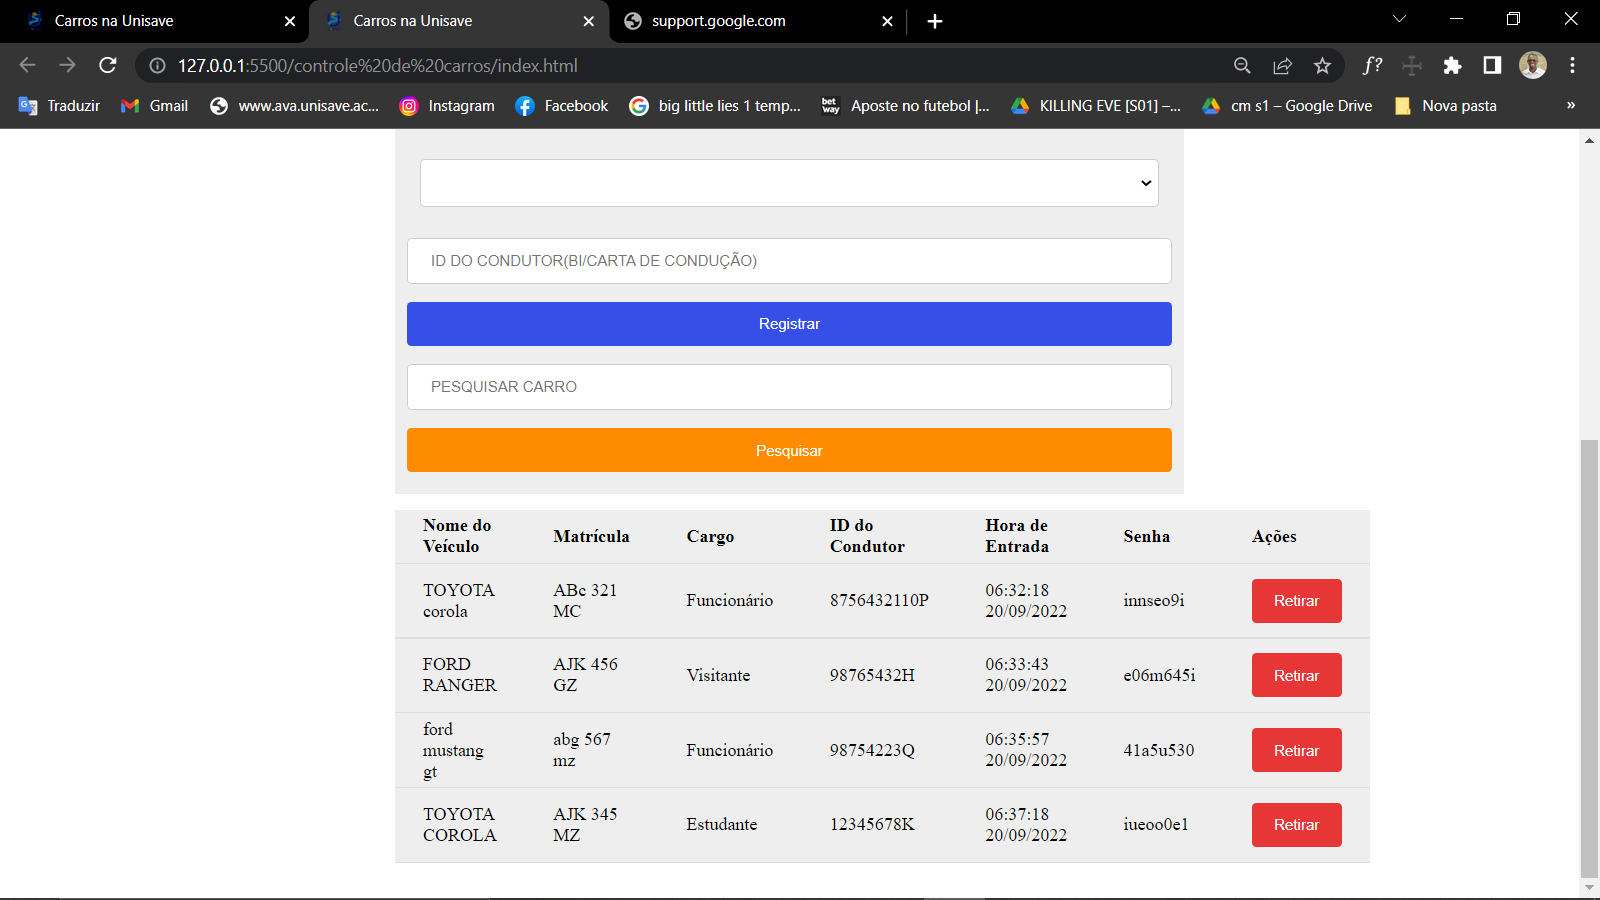 Carros na Unisave
Carros na Unisave
support.google.com
127.0.0.1:5500/controle%20de%20carros/index.html
f?
Traduzir
Gmail
www.ava.unisave.ac...
Instagram
Facebook
big little lies 1 temp...
bet way
Aposte no futebol |...
KILLING EVE [S01] –...
cm s1 – Google Drive
Nova pasta
»
ID DO CONDUTOR(BI/CARTA DE CONDUÇÃO)
Registrar
PESQUISAR CARRO
Pesquisar
Nome do
Veículo
Matrícula
Cargo
ID do
Condutor
Hora de
Entrada
Senha
Ações
TOYOTA
corola
ABc 321
MC
Funcionário
8756432110P
06:32:18
20/09/2022
innseo9i
Retirar
FORD
RANGER
AJK 456
GZ
Visitante
98765432H
06:33:43
20/09/2022
e06m645i
Retirar
ford
mustang
gt
abg 567
mz
Funcionário
98754223Q
06:35:57
20/09/2022
41a5u530
Retirar
TOYOTA
COROLA
AJK 345
MZ
Estudante
12345678K
06:37:18
20/09/2022
iueoo0e1
Retirar